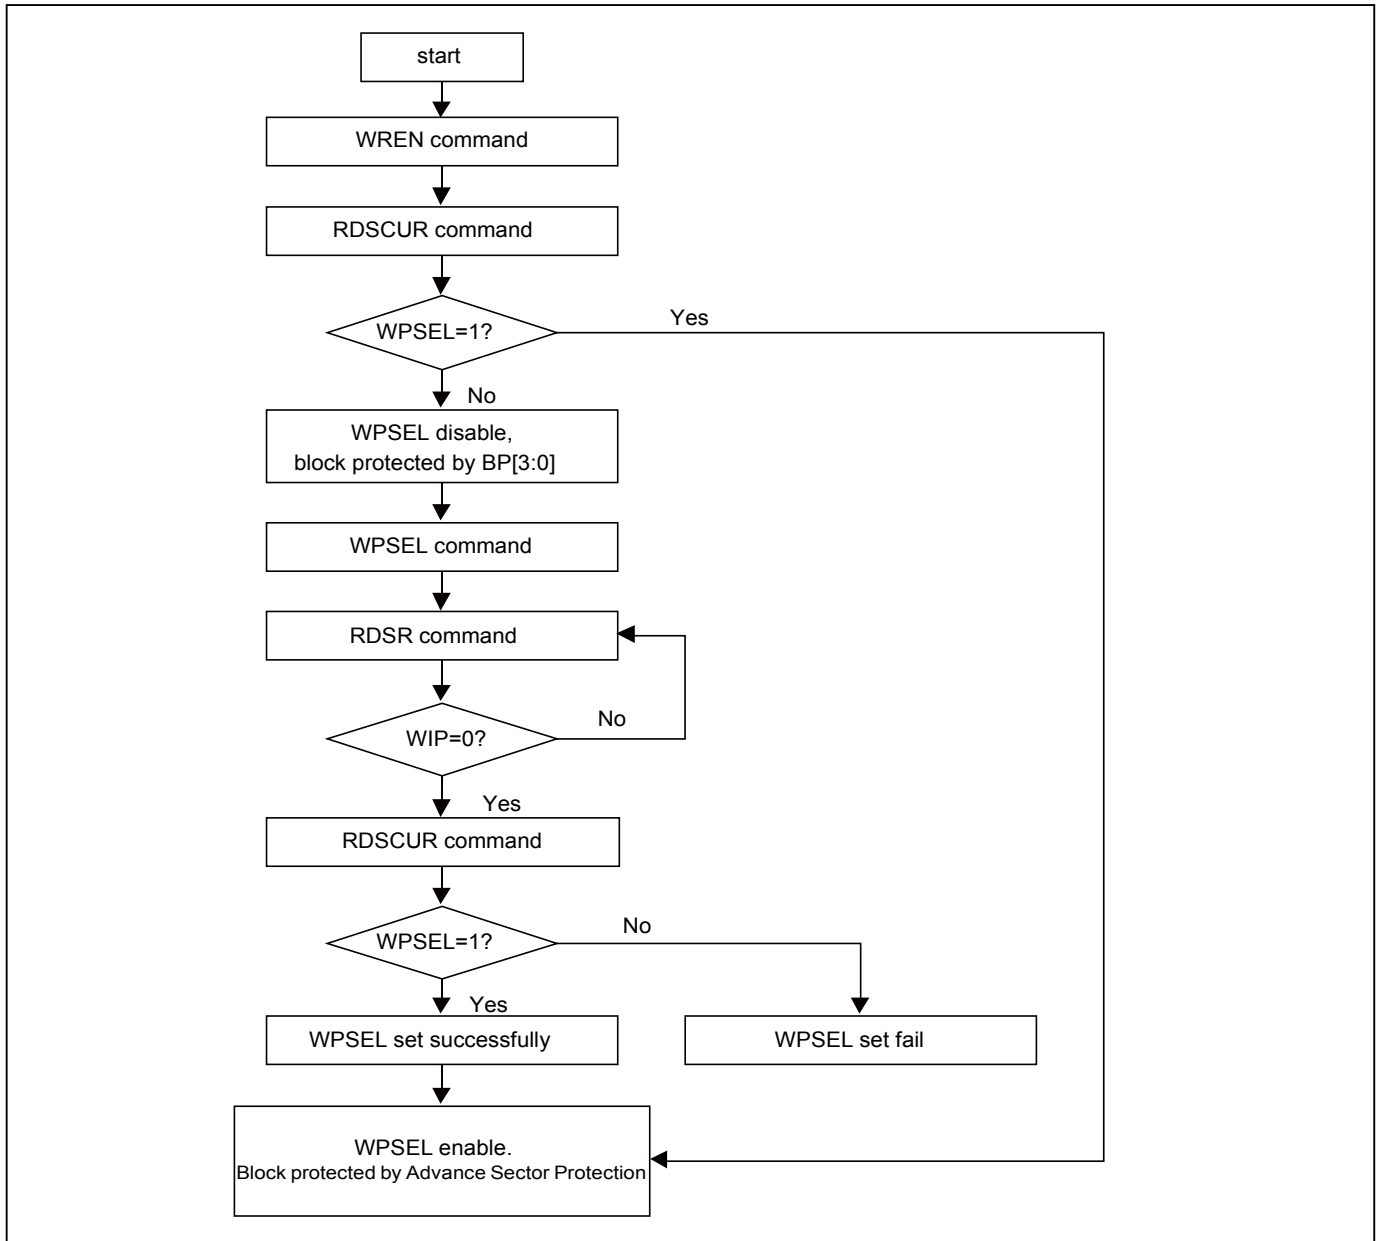 start
WREN command
RDSCUR command
WPSEL=1?
Yes
No
WPSEL disable,
block protected by BP[3:0]
WPSEL command
RDSR command
WIP=0?
No
Yes
RDSCUR command
WPSEL=1?
No
Yes
WPSEL set successfully
WPSEL set fail
WPSEL enable.
Block protected by Advance Sector Protection